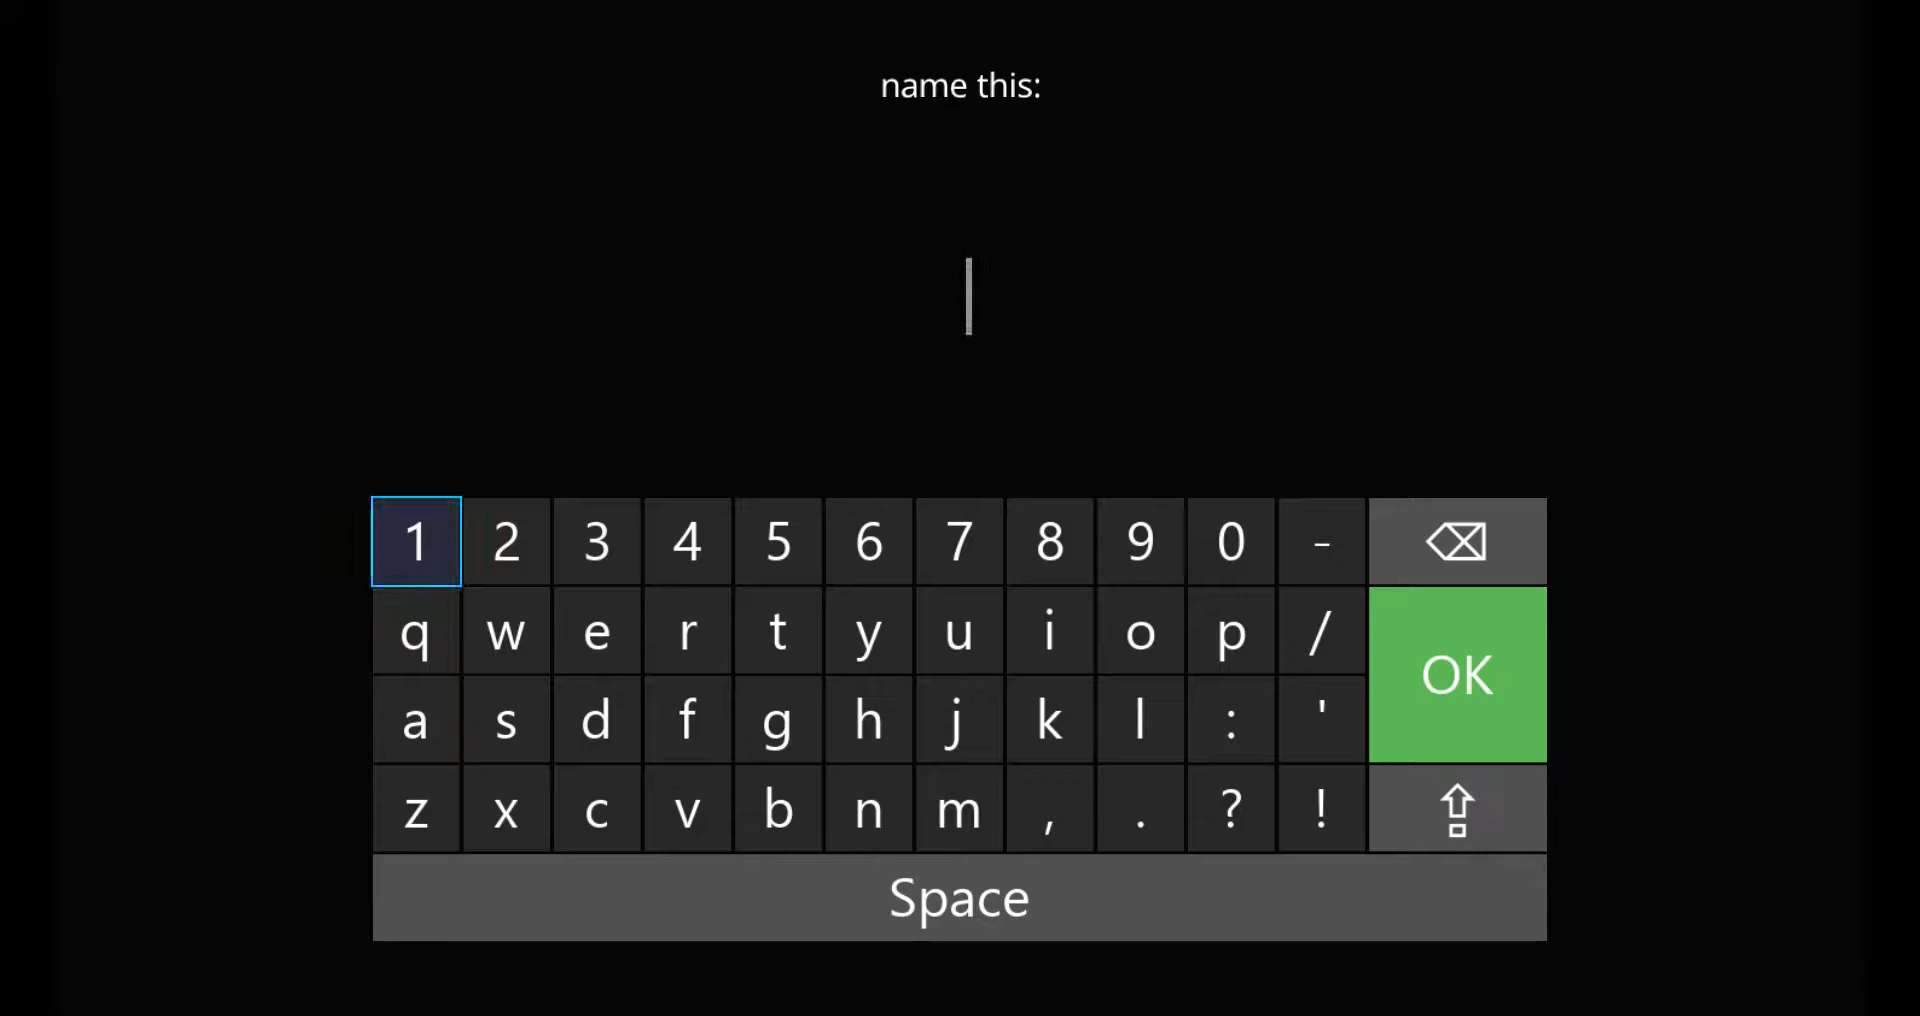 name this:
1 2 3 4 5 6 7 8 9 0 -
q w e r t y u i o p /
OK
a s d f g h j k l : '
z x c v b n m , . ? !
Space